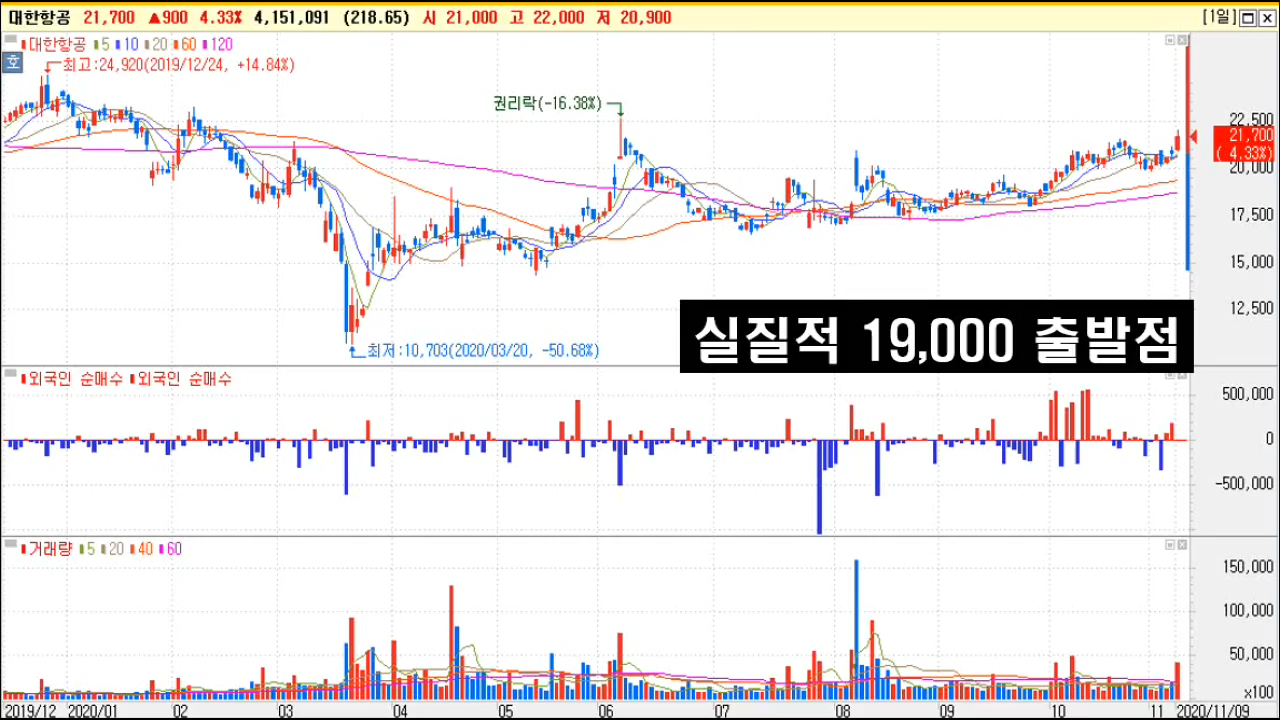 대한항공 21,700 ▲900 4.33% 4,151,091 (218.65) 시 21,000 고 22,000 저 20,900 [1일]
대한항공 5 10 20 60 120
호
최고:24,920(2019/12/24, +14.84%)
권리락(-16.38%)
22,500
21,700
( 4.33%)
20,000
17,500
15,000
12,500
실질적 19,000 출발점
최저:10,703(2020/03/20, -50.68%)
외국인 순매수 외국인 순매수
500,000
0
-500,000
거래량 5 20 40 60
150,000
100,000
50,000
x100
2019/12 2020/01 02 03 04 05 06 07 08 09 10 11 2020/11/09